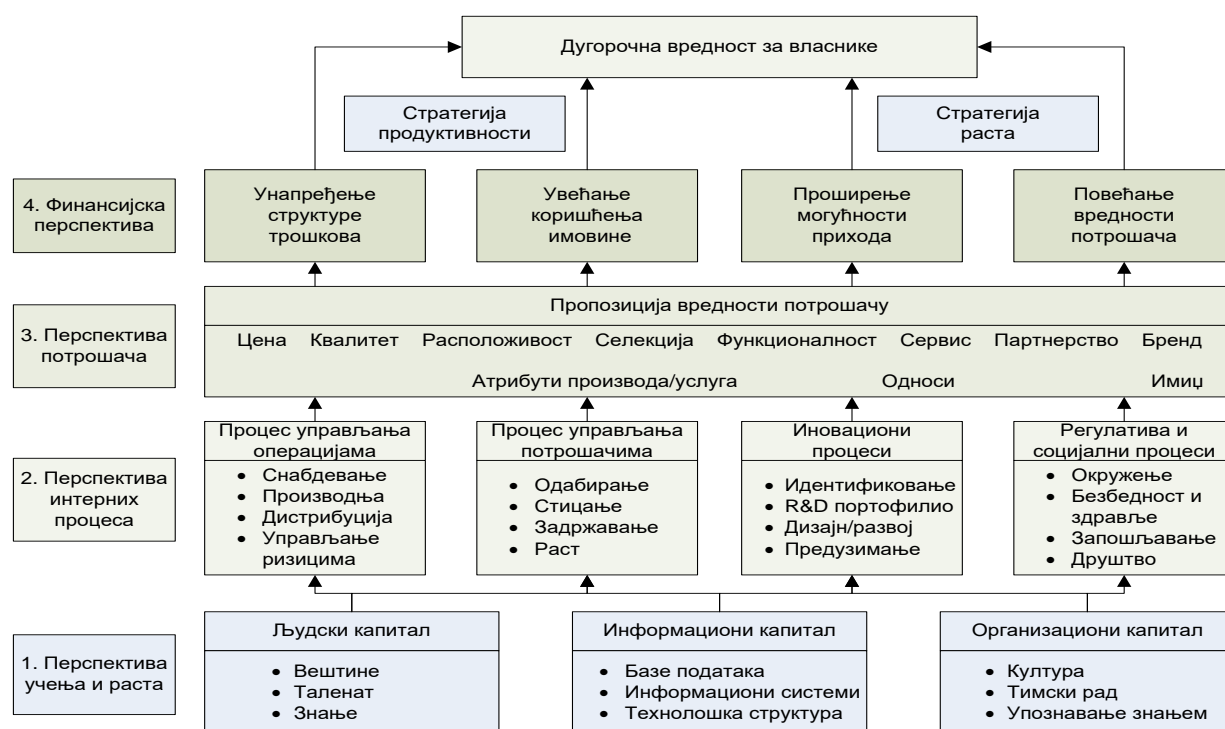 Дугорочна вредност за власнике
Стратегија
продуктивности
Стратегија
раста
4. Финансијска
перспектива
Унапређење
структуре
трошкова
Увећање
коришћења
имовине
Проширење
могућности
прихода
Повећање
вредности
потрошача
3. Перспектива
потрошача
Пропозиција вредности потрошачу
Цена Квалитет Расположивост Селекција Функционалност Сервис Партнерство Бренд
Атрибути производа/услуга Односи Имиџ
2. Перспектива
интерних
процеса
Процес управљања
операцијама
• Снабдевање
• Производња
• Дистрибуција
• Управљање
ризицима
Процес управљања
потрошачима
• Одабирање
• Стицање
• Задржавање
• Раст
Иновациони
процеси
• Идентификовање
• R&D портофилио
• Дизајн/развој
• Предузимање
Регулатива и
социјални процеси
• Окружење
• Безбедност и
здравље
• Запошљавање
• Друштво
1. Перспектива
учења и раста
Људски капитал
• Вештине
• Таленат
• Знање
Информациони капитал
• Базе података
• Информациони системи
• Технолошка структура
Организациони капитал
• Култура
• Тимски рад
• Упознавање знањем